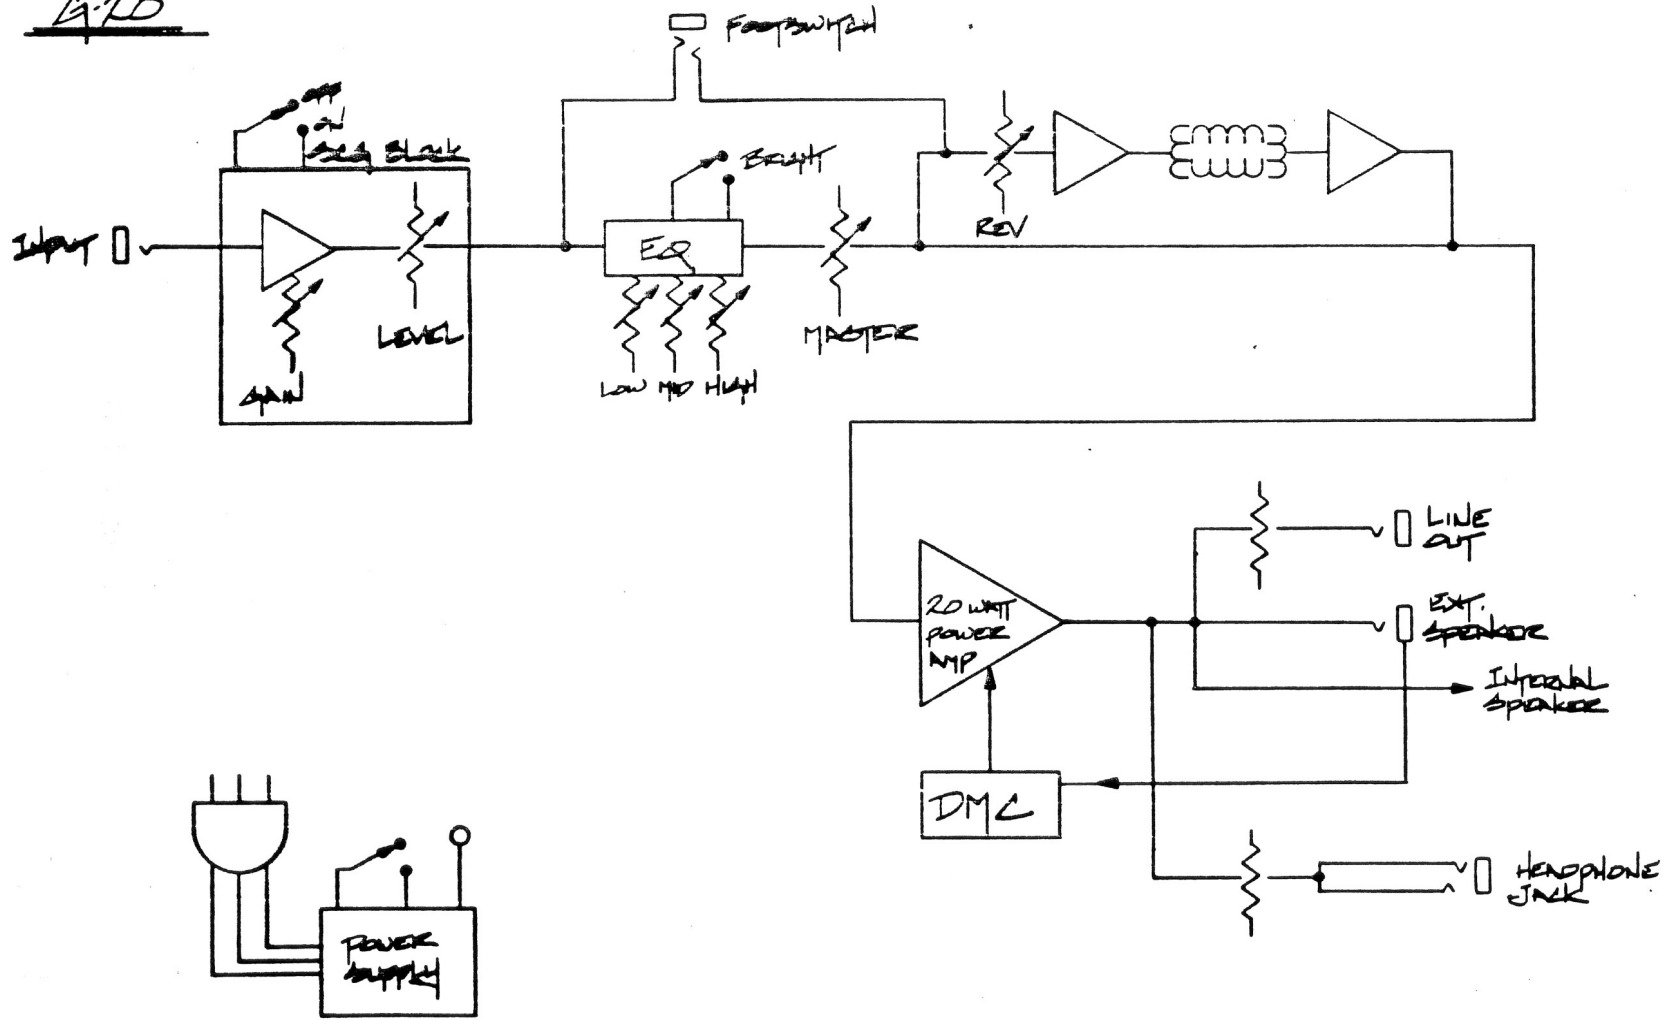 G-20
FOOTSWITCH
OFF
ON
Block
BRIGHT
INPUT
EQ
REV
LEVEL
GAIN
LOW MID HIGH
MASTER
LINE
OUT
20 WATT
POWER
AMP
EXT.
SPEAKER
INTERNAL
SPEAKER
DMC
HEADPHONE
JACK
POWER
SUPPLY